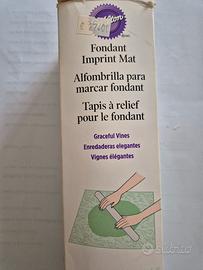 Wilton
Fondant
Imprint Mat
Alfombrilla para
marcar fondant
Tapis à relief
pour le fondant
Graceful Vines
Enredaderas elegantes
Vignes élégantes
subito